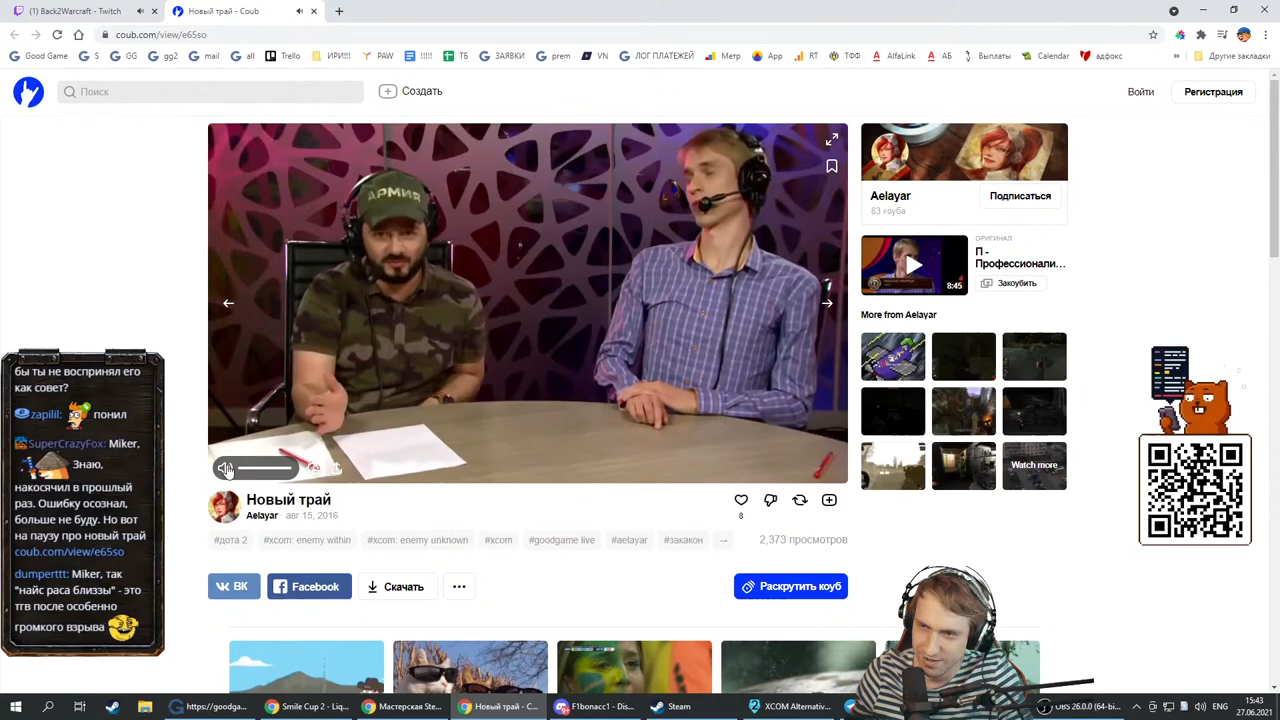 (1) Back2Warcraft - Twitch
Новый трай - Coub
coub.com/view/e65so
Good Game
S
GG
gg2
mail
all
Trello
ИРИ!!!
PAW
!!!!!
ТБ
ЗАЯВКИ
prem
VN
ЛОГ ПЛАТЕЖЕЙ
Метр
App
RT
ТФФ
AlfaLink
АБ
Выплаты
Calendar
адфокс
»
Другие закладки
Поиск
Создать
Войти
Регистрация
АРМИЯ
Aelayar
Подписаться
83 коуба
ОРИГИНАЛ
П -
Профессионали...
Закоубить
8:45
More from Aelayar
Watch more
бы ты не воспринял его
как совет?
zapilil: понил
SuperCrazyFox: Miker,
Знаю,
накосячил в прошлый
раз. Ошибку осознал,
больше не буду. Но вот
на паузу про новый трай
coub.com/view/e65so
dumperttt: Miker, так
"найс рарт близзы" - это
тгв после особенно
громкого взрыва
Новый трай
Aelayar · авг 15, 2016
8
#дота 2
#xcom: enemy within
#xcom: enemy unknown
#xcom
#goodgame live
#aelayar
#закакон
2,373 просмотров
ВК
Facebook
Скачать
Раскрутить коуб
https://goodga...
Smile Cup 2 - Lo...
Мастерская Ste...
Новый трай - C...
F1bonacc1 - Dis...
Steam
XCOM Alternativ...
OBS 26.0.0 (64-bi...
15:43
27.06.2021